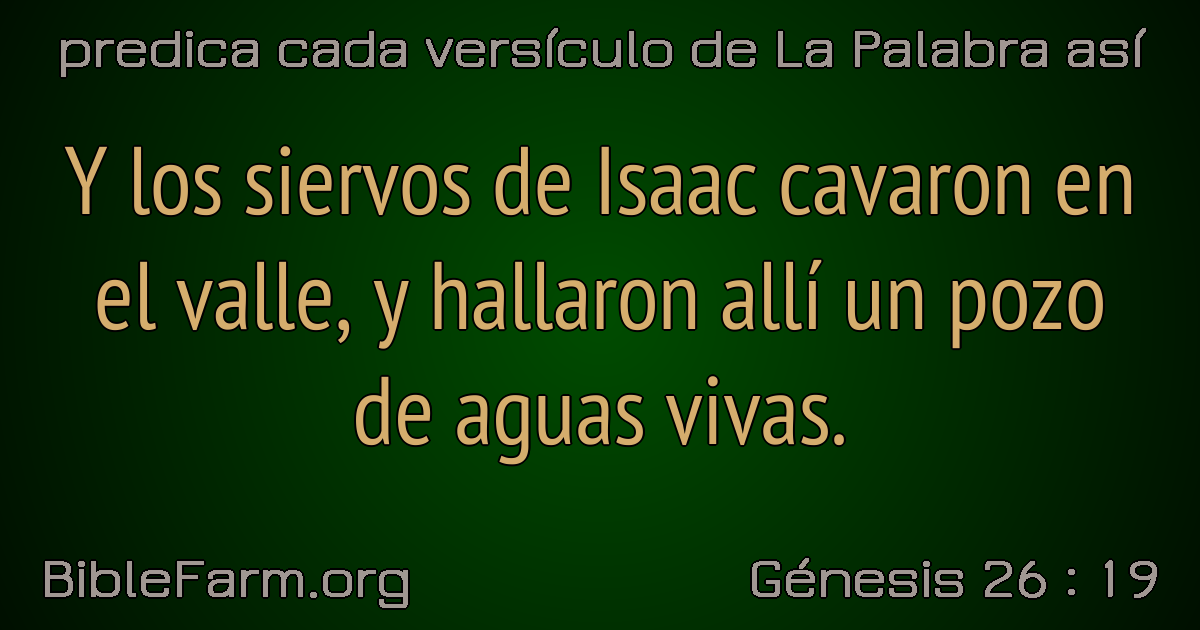 predica cada versículo de La Palabra así
Y los siervos de Isaac cavaron en
el valle, y hallaron allí un pozo
de aguas vivas.
BibleFarm.org
Génesis 26 : 19